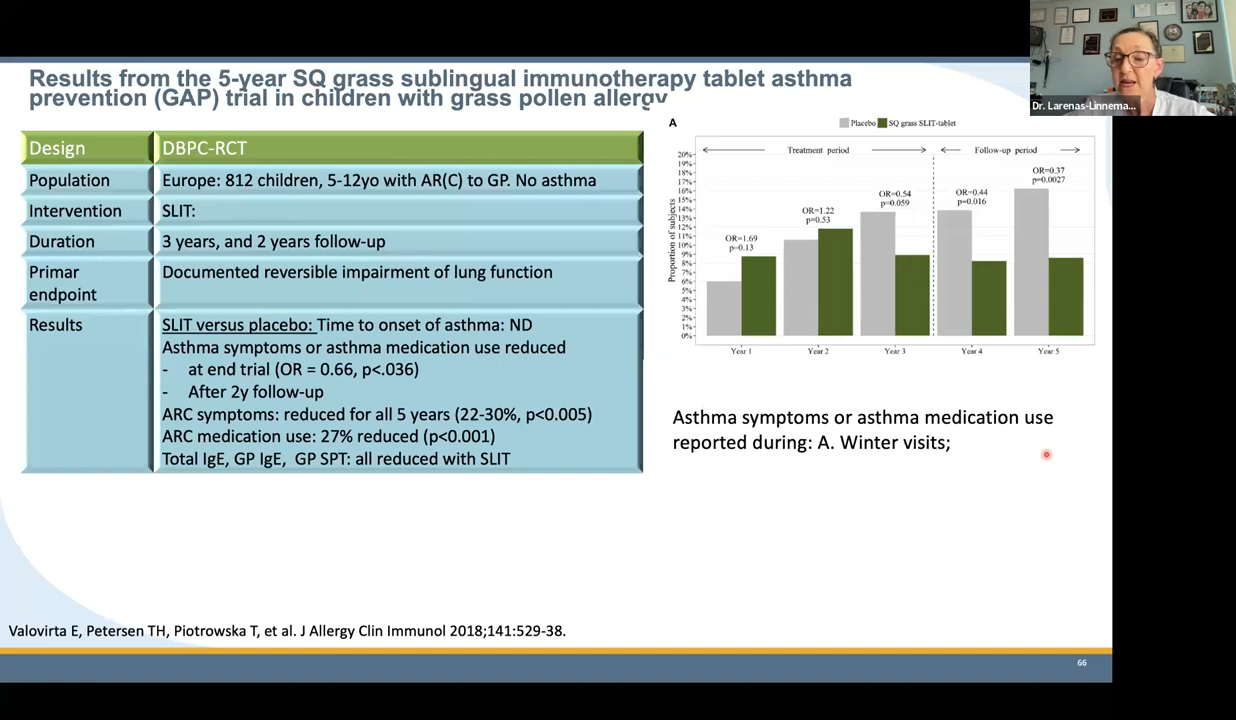 Results from the 5-year SQ grass sublingual immunotherapy tablet asthma
prevention (GAP) trial in children with grass pollen allergy
Dr. Larenas-Linnema...
Design DBPC-RCT
Population Europe: 812 children, 5-12yo with AR(C) to GP. No asthma
Intervention SLIT:
Duration 3 years, and 2 years follow-up
Primar Documented reversible impairment of lung function
endpoint
Results SLIT versus placebo: Time to onset of asthma: ND
Asthma symptoms or asthma medication use reduced
- at end trial (OR = 0.66, p<.036)
- After 2y follow-up
ARC symptoms: reduced for all 5 years (22-30%, p<0.005)
ARC medication use: 27% reduced (p<0.001)
Total IgE, GP IgE, GP SPT: all reduced with SLIT
A
Placebo SQ grass SLIT-tablet
Treatment period Follow-up period
Proportion of subjects
20%
19%
18%
17%
16%
15%
14%
13%
12%
11%
10%
9%
8%
7%
6%
5%
4%
3%
2%
1%
0%
OR=1.69
p=0.13
OR=1.22
p=0.53
OR=0.54
p=0.059
OR=0.44
p=0.016
OR=0.37
p=0.0027
Year 1 Year 2 Year 3 Year 4 Year 5
Asthma symptoms or asthma medication use
reported during: A. Winter visits;
Valovirta E, Petersen TH, Piotrowska T, et al. J Allergy Clin Immunol 2018;141:529-38.
66